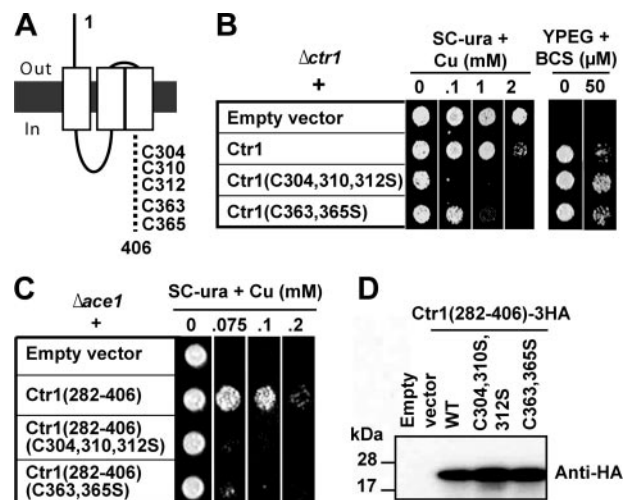 A
1
Out
In
C304
C310
C312
C363
C365
406
B
Δctr1
+
SC-ura +
Cu (mM)
0 .1 1 2
YPEG +
BCS (μM)
0 50
Empty vector
Ctr1
Ctr1(C304,310,312S)
Ctr1(C363,365S)
C
Δace1
+
SC-ura + Cu (mM)
0 .075 .1 .2
Empty vector
Ctr1(282-406)
Ctr1(282-406)
(C304,310,312S)
Ctr1(282-406)
(C363,365S)
D
Ctr1(282-406)-3HA
Empty
vector
WT
C304,310S,
312S
C363,365S
kDa
28
17
Anti-HA